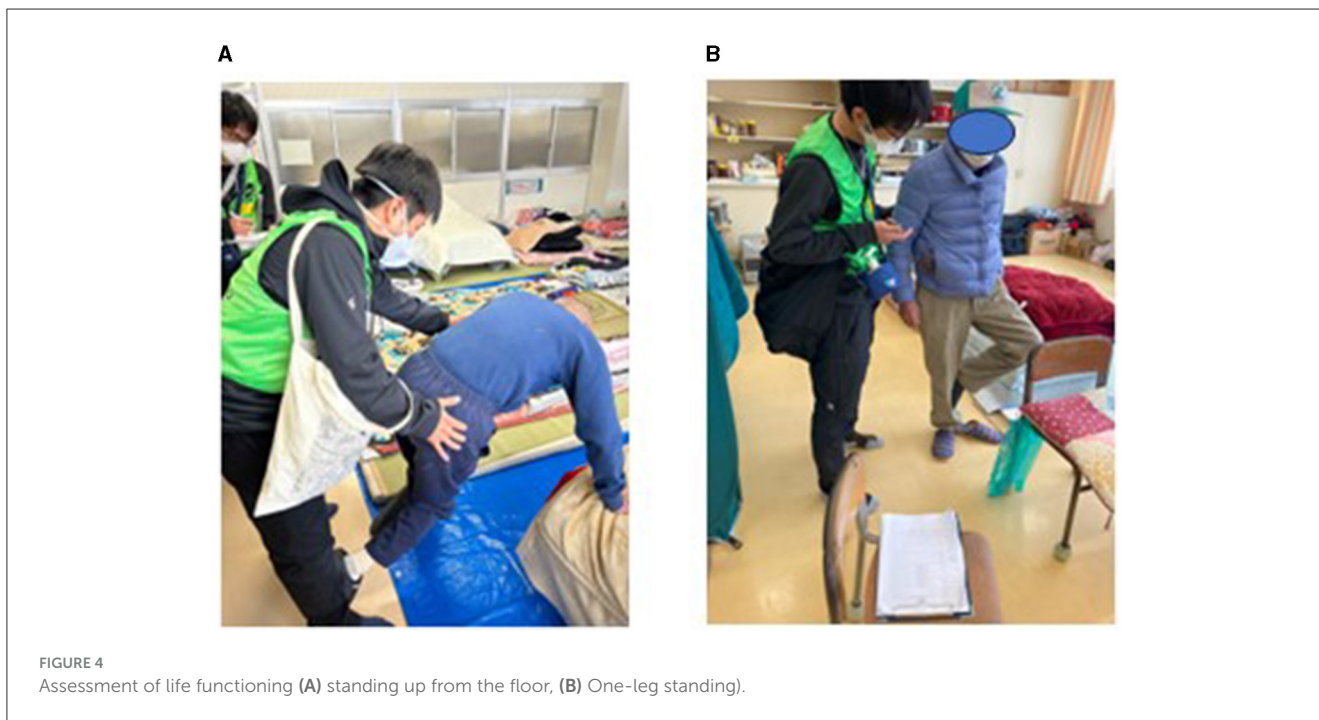 A
B
FIGURE 4
Assessment of life functioning (A) standing up from the floor, (B) One-leg standing).